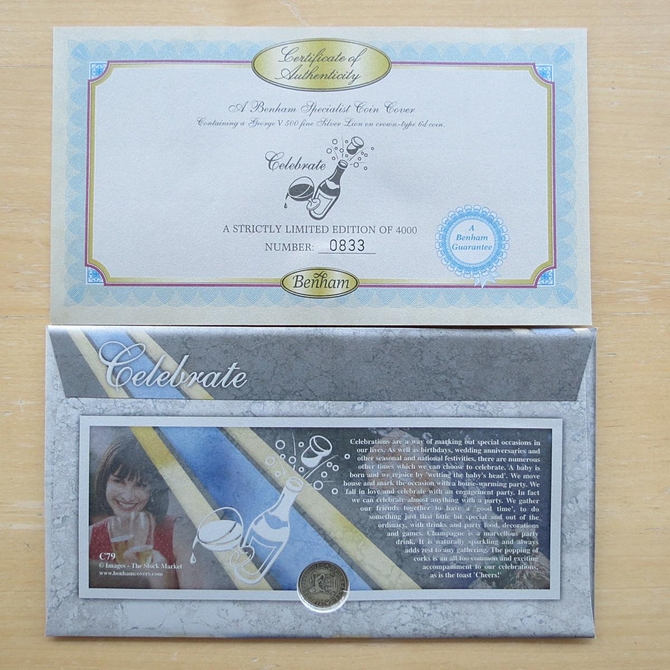 Certificate of
Authenticity
A Benham Specialist Coin Cover
Containing a George V 500 fine Silver Lion on crown-type 6d coin.
Celebrate
A STRICTLY LIMITED EDITION OF 4000
NUMBER: 0833
A
Benham
Guarantee
Benham
Celebrate
Celebrations are a way of marking out special occasions in
our lives. As well as birthdays, wedding anniversaries and
other seasonal and national festivities, there are numerous
other times which we can choose to celebrate. A baby is
born and we rejoice by 'wetting the baby's head'. We move
house and mark the occasion with a house-warming party. We
fall in love and celebrate with an engagement party. In fact
we can celebrate almost anything with a party. We gather
our friends together to have a 'good time', to do
something just that little bit special and out of the
ordinary, with drinks and party food, decorations
and games. Champagne is a marvellous party
drink. It is naturally sparkling and always
adds zest to any gathering. The popping of
corks is an all too common and exciting
accompaniment to our celebrations,
as is the toast 'Cheers!'
C79
© Images - The Stock Market
www.benhamcovers.com